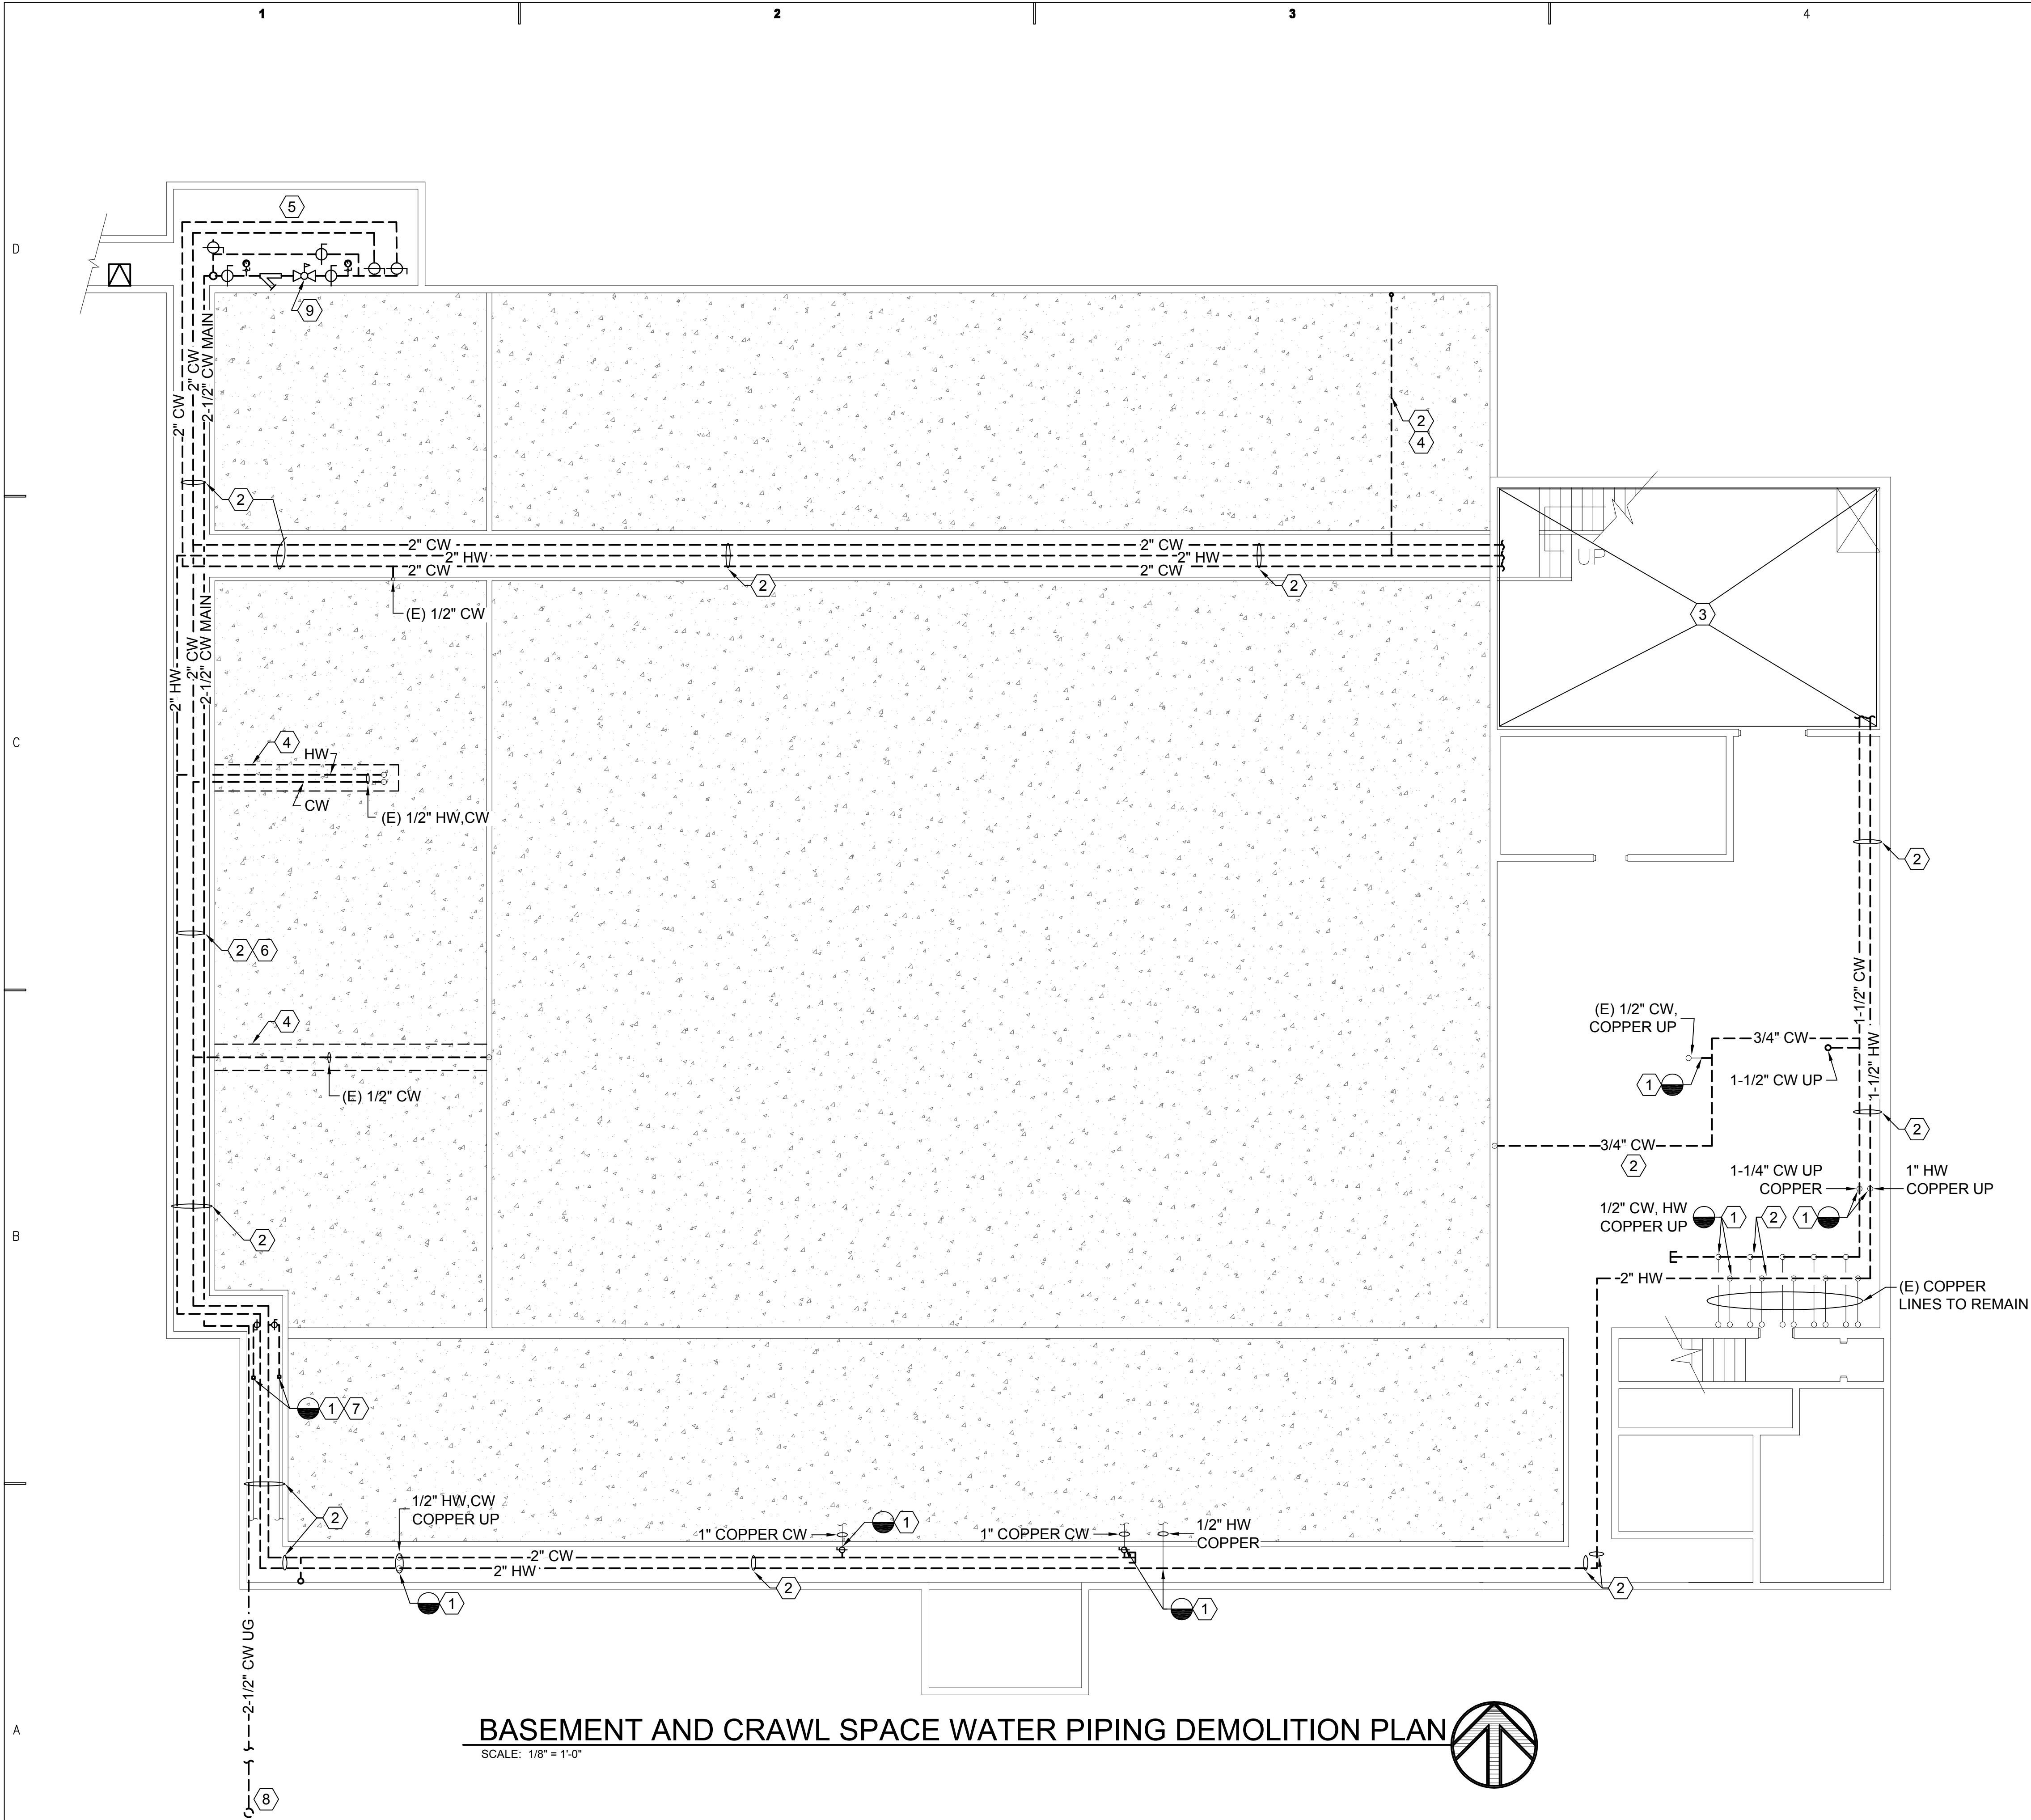 1
2
3
4
D
5
9
2" CW
2" CW
2-1/2" CW MAIN
2
4
2
2" CW
2" HW
2" CW
2" CW
2" HW
2" CW
UP
2
2
(E) 1/2" CW
3
2" HW
2" CW
2-1/2" CW MAIN
C
4
HW
CW
(E) 1/2" HW,CW
2
2 6
1-1/2" CW
1-1/2" HW
4
(E) 1/2" CW,
COPPER UP
3/4" CW
1
1-1/2" CW UP
(E) 1/2" CW
2
3/4" CW
2
1-1/4" CW UP
COPPER
1" HW
COPPER UP
1/2" CW, HW
COPPER UP
1
2
1
B
2
2" HW
(E) COPPER
LINES TO REMAIN
1 7
1/2" HW,CW
COPPER UP
2
1" COPPER CW
1
1" COPPER CW
1/2" HW
COPPER
2" CW
2" HW
2
2
1
1
2-1/2" CW UG
A
BASEMENT AND CRAWL SPACE WATER PIPING DEMOLITION PLAN
SCALE: 1/8" = 1'-0"
8